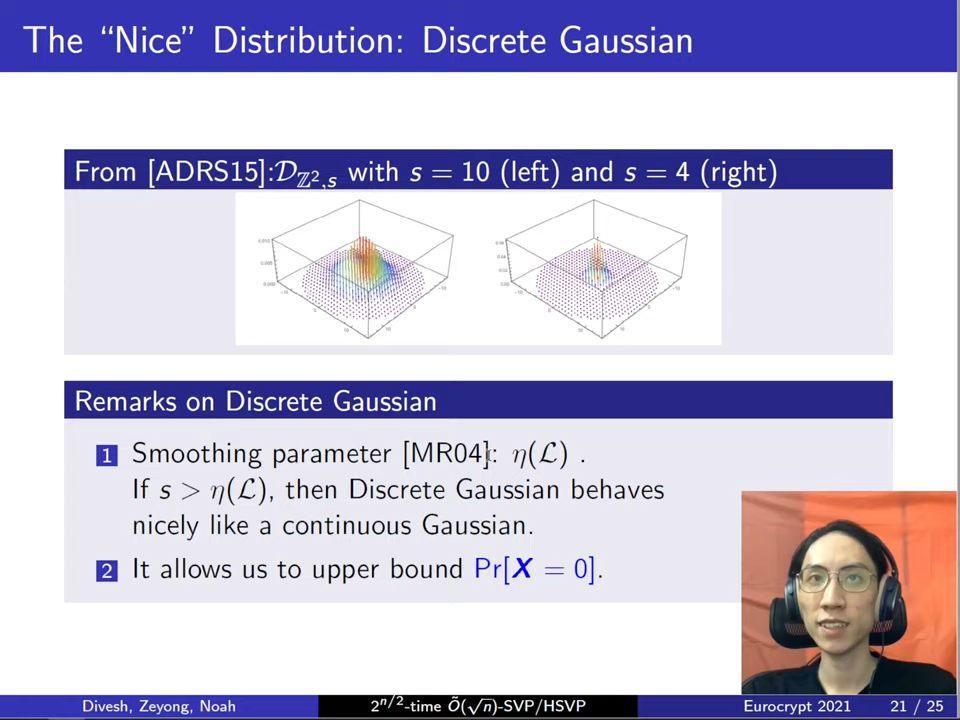 The “Nice” Distribution: Discrete Gaussian
From [ADRS15]:𝒟_{ℤ²,s} with s = 10 (left) and s = 4 (right)
Remarks on Discrete Gaussian
1 Smoothing parameter [MR04]: η(ℒ) .
If s > η(ℒ), then Discrete Gaussian behaves
nicely like a continuous Gaussian.
2 It allows us to upper bound Pr[X = 0].
Divesh, Zeyong, Noah
2^{n/2}-time Õ(√n)-SVP/HSVP
Eurocrypt 2021
21 / 25